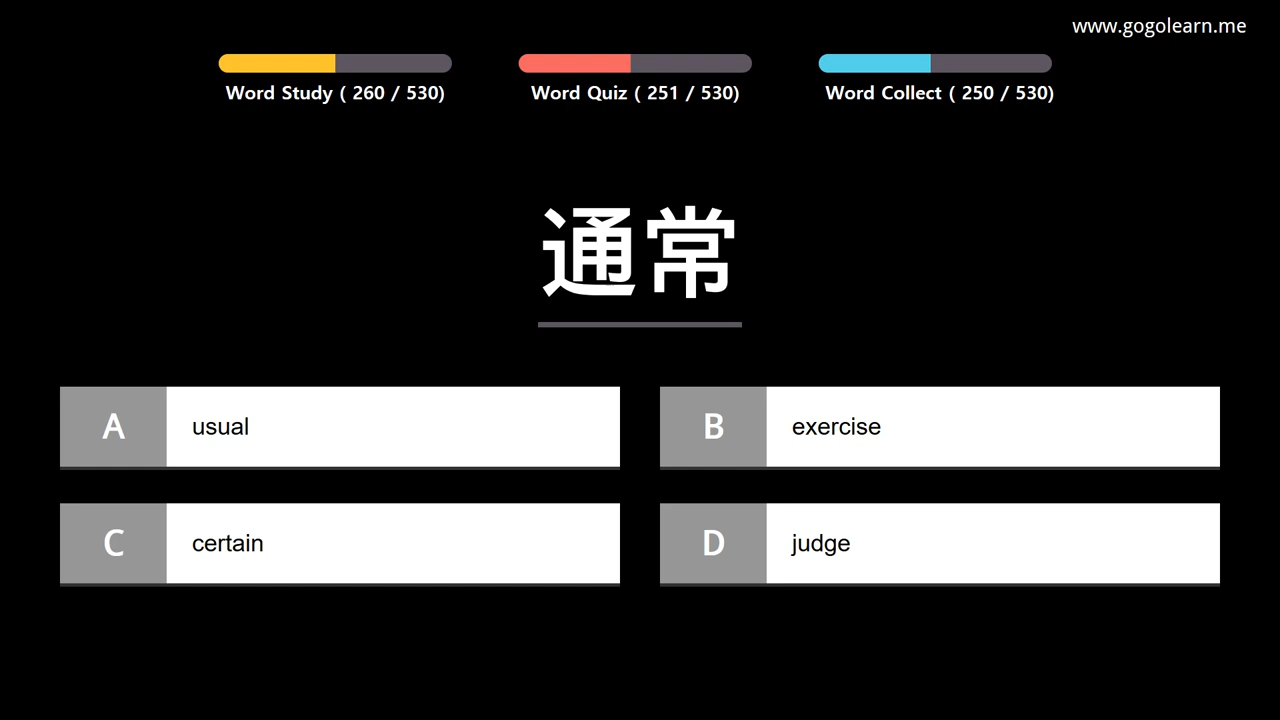 www.gogolearn.me
Word Study ( 260 / 530)
Word Quiz ( 251 / 530)
Word Collect ( 250 / 530)
通常
A usual
B exercise
C certain
D judge